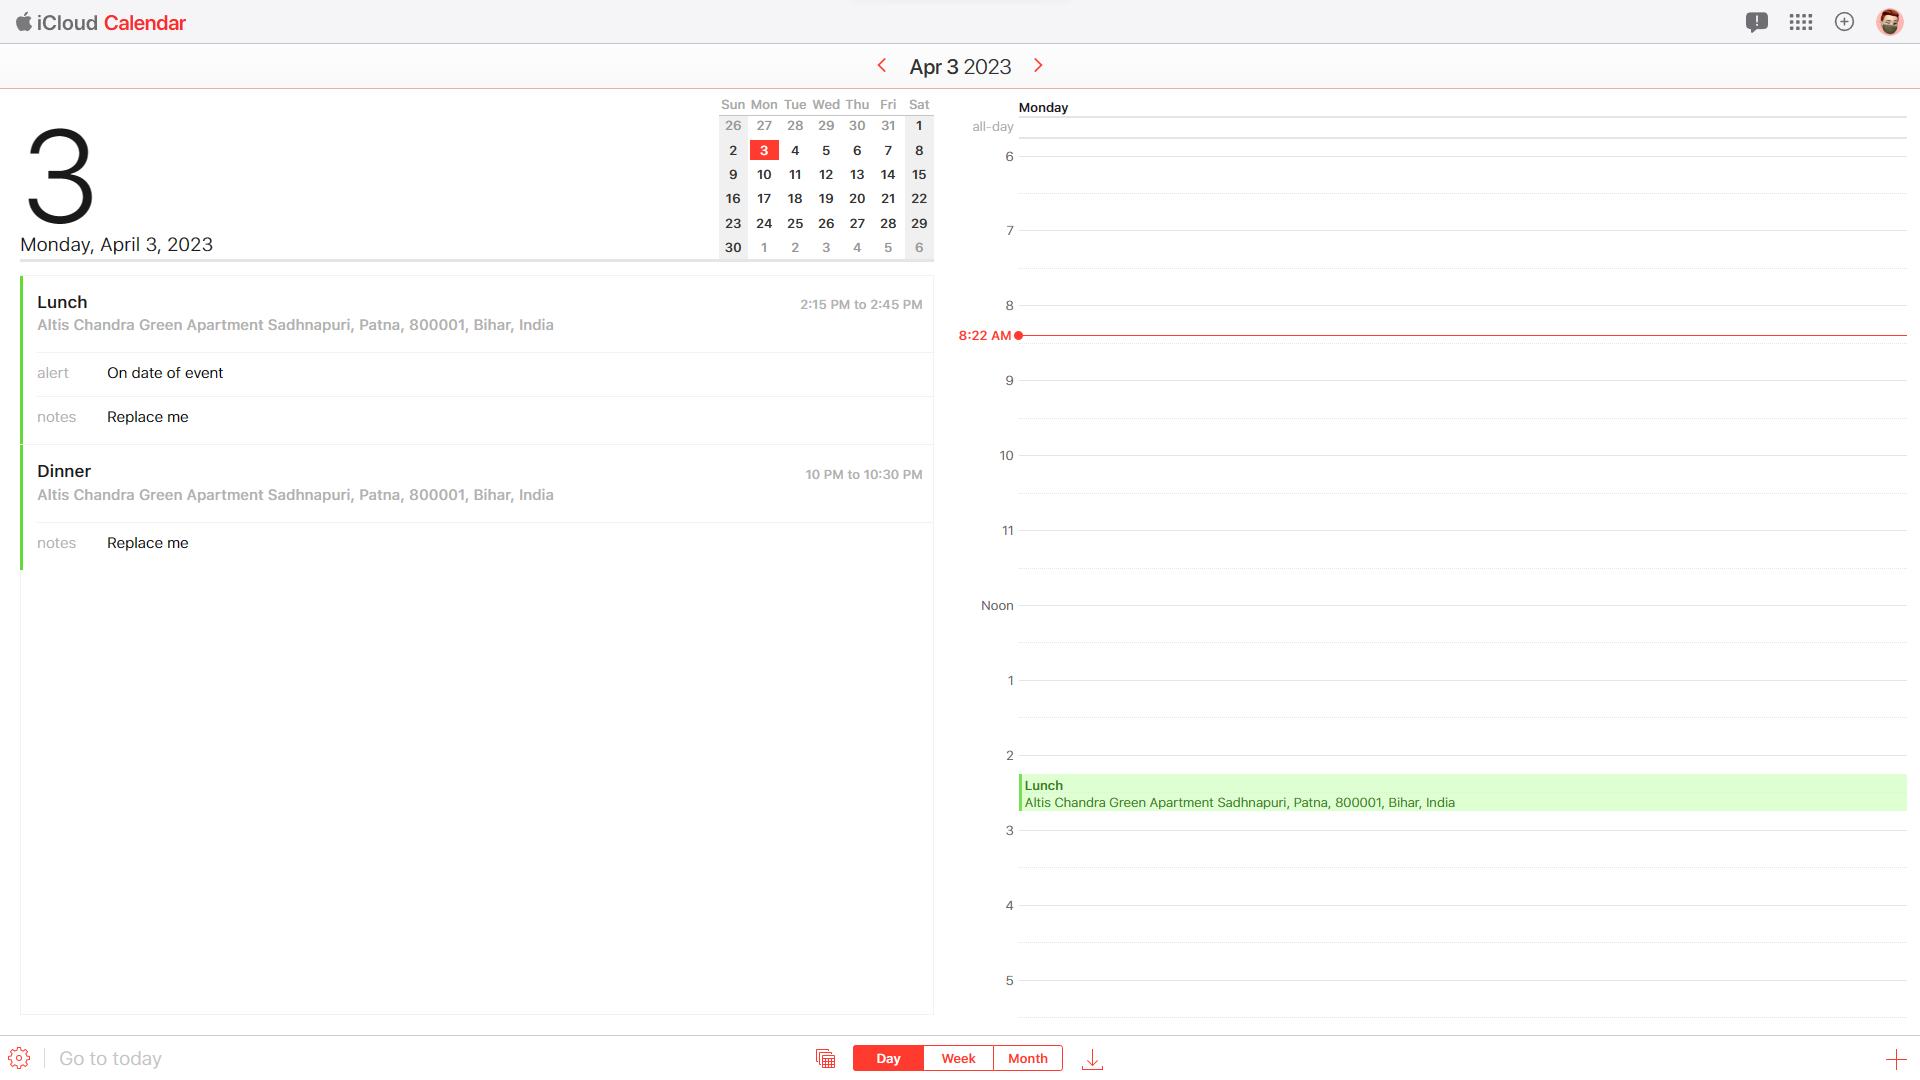 iCloud Calendar
Apr 3 2023
3
Monday, April 3, 2023
Sun Mon Tue Wed Thu Fri Sat
26 27 28 29 30 31 1
2 3 4 5 6 7 8
9 10 11 12 13 14 15
16 17 18 19 20 21 22
23 24 25 26 27 28 29
30 1 2 3 4 5 6
Lunch 2:15 PM to 2:45 PM
Altis Chandra Green Apartment Sadhnapuri, Patna, 800001, Bihar, India
alert On date of event
notes Replace me
Dinner 10 PM to 10:30 PM
Altis Chandra Green Apartment Sadhnapuri, Patna, 800001, Bihar, India
notes Replace me
Monday
all-day
6
7
8
8:22 AM
9
10
11
Noon
1
2
Lunch
Altis Chandra Green Apartment Sadhnapuri, Patna, 800001, Bihar, India
3
4
5
Go to today
Day Week Month